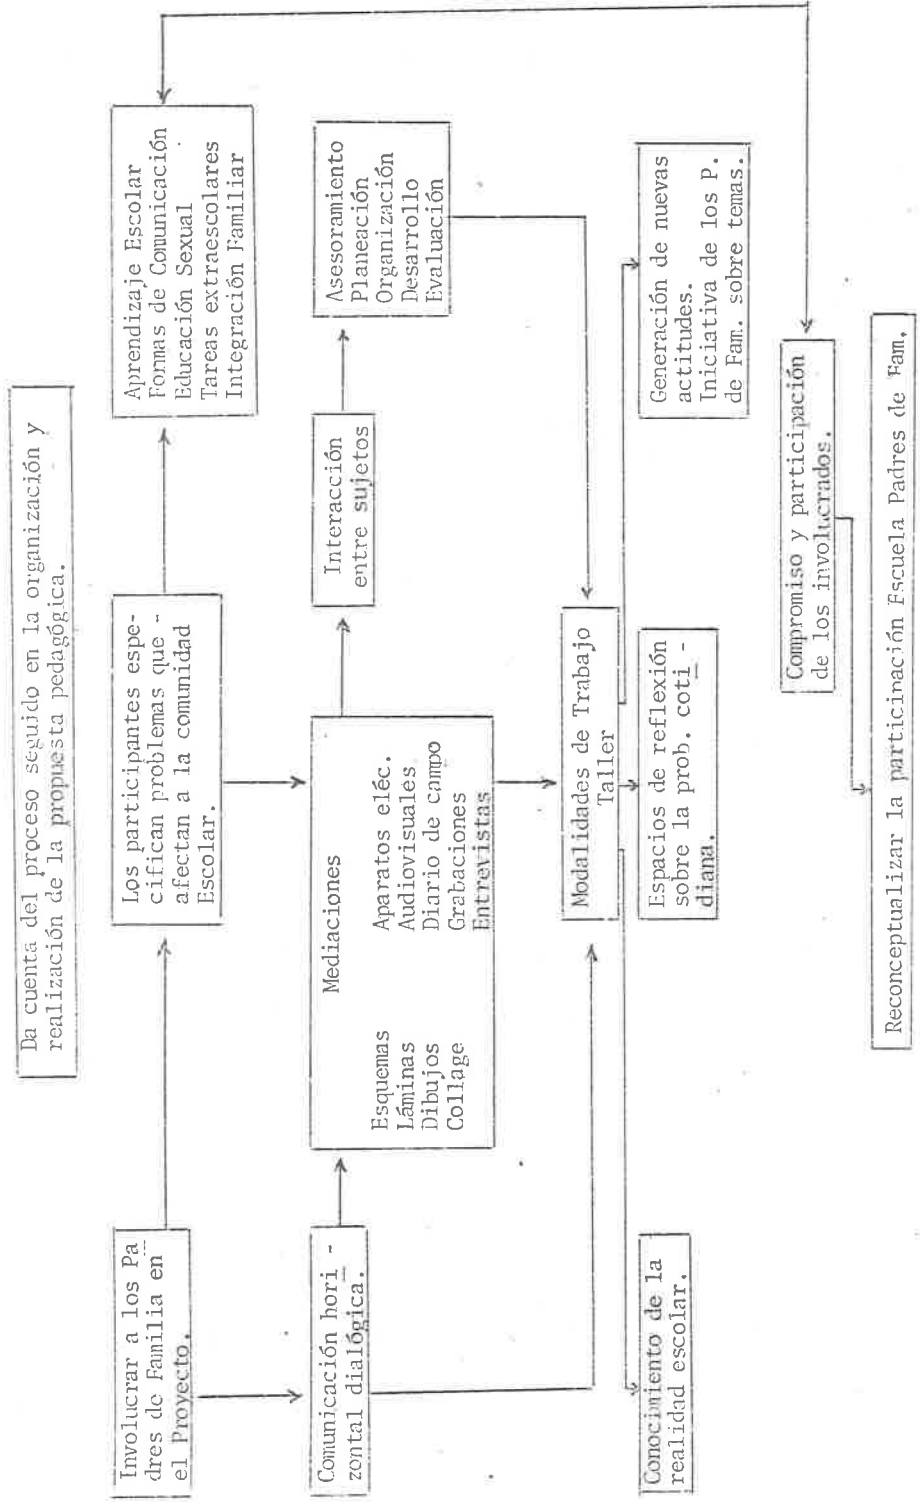 Da cuenta del proceso seguido en la organización y
realización de la propuesta pedagógica.
Involucrar a los Pa
dres de Familia en
el Proyecto.
Los participantes espe-
cifican problemas que -
afectan a la comunidad
Escolar.
Aprendizaje Escolar
Formas de Comunicación
Educación Sexual
Tareas extraescolares
Integración Familiar
Comunicación hori -
zontal dialógica.
Mediaciones
Esquemas
Láminas
Dibujos
Collage
Aparatos eléc.
Audiovisuales
Diario de campo
Grabaciones
Entrevistas
Interacción
entre sujetos
Asesoramiento
Planeación
Organización
Desarrollo
Evaluación
Modalidades de Trabajo
Taller
Conocimiento de la
realidad escolar.
Espacios de reflexión
sobre la prob. coti -
diana.
Generación de nuevas
actitudes.
Iniciativa de los P.
de Fam. sobre temas.
Compromiso y participación
de los involucrados.
Reconceptualizar la participación Escuela Padres de Fam.